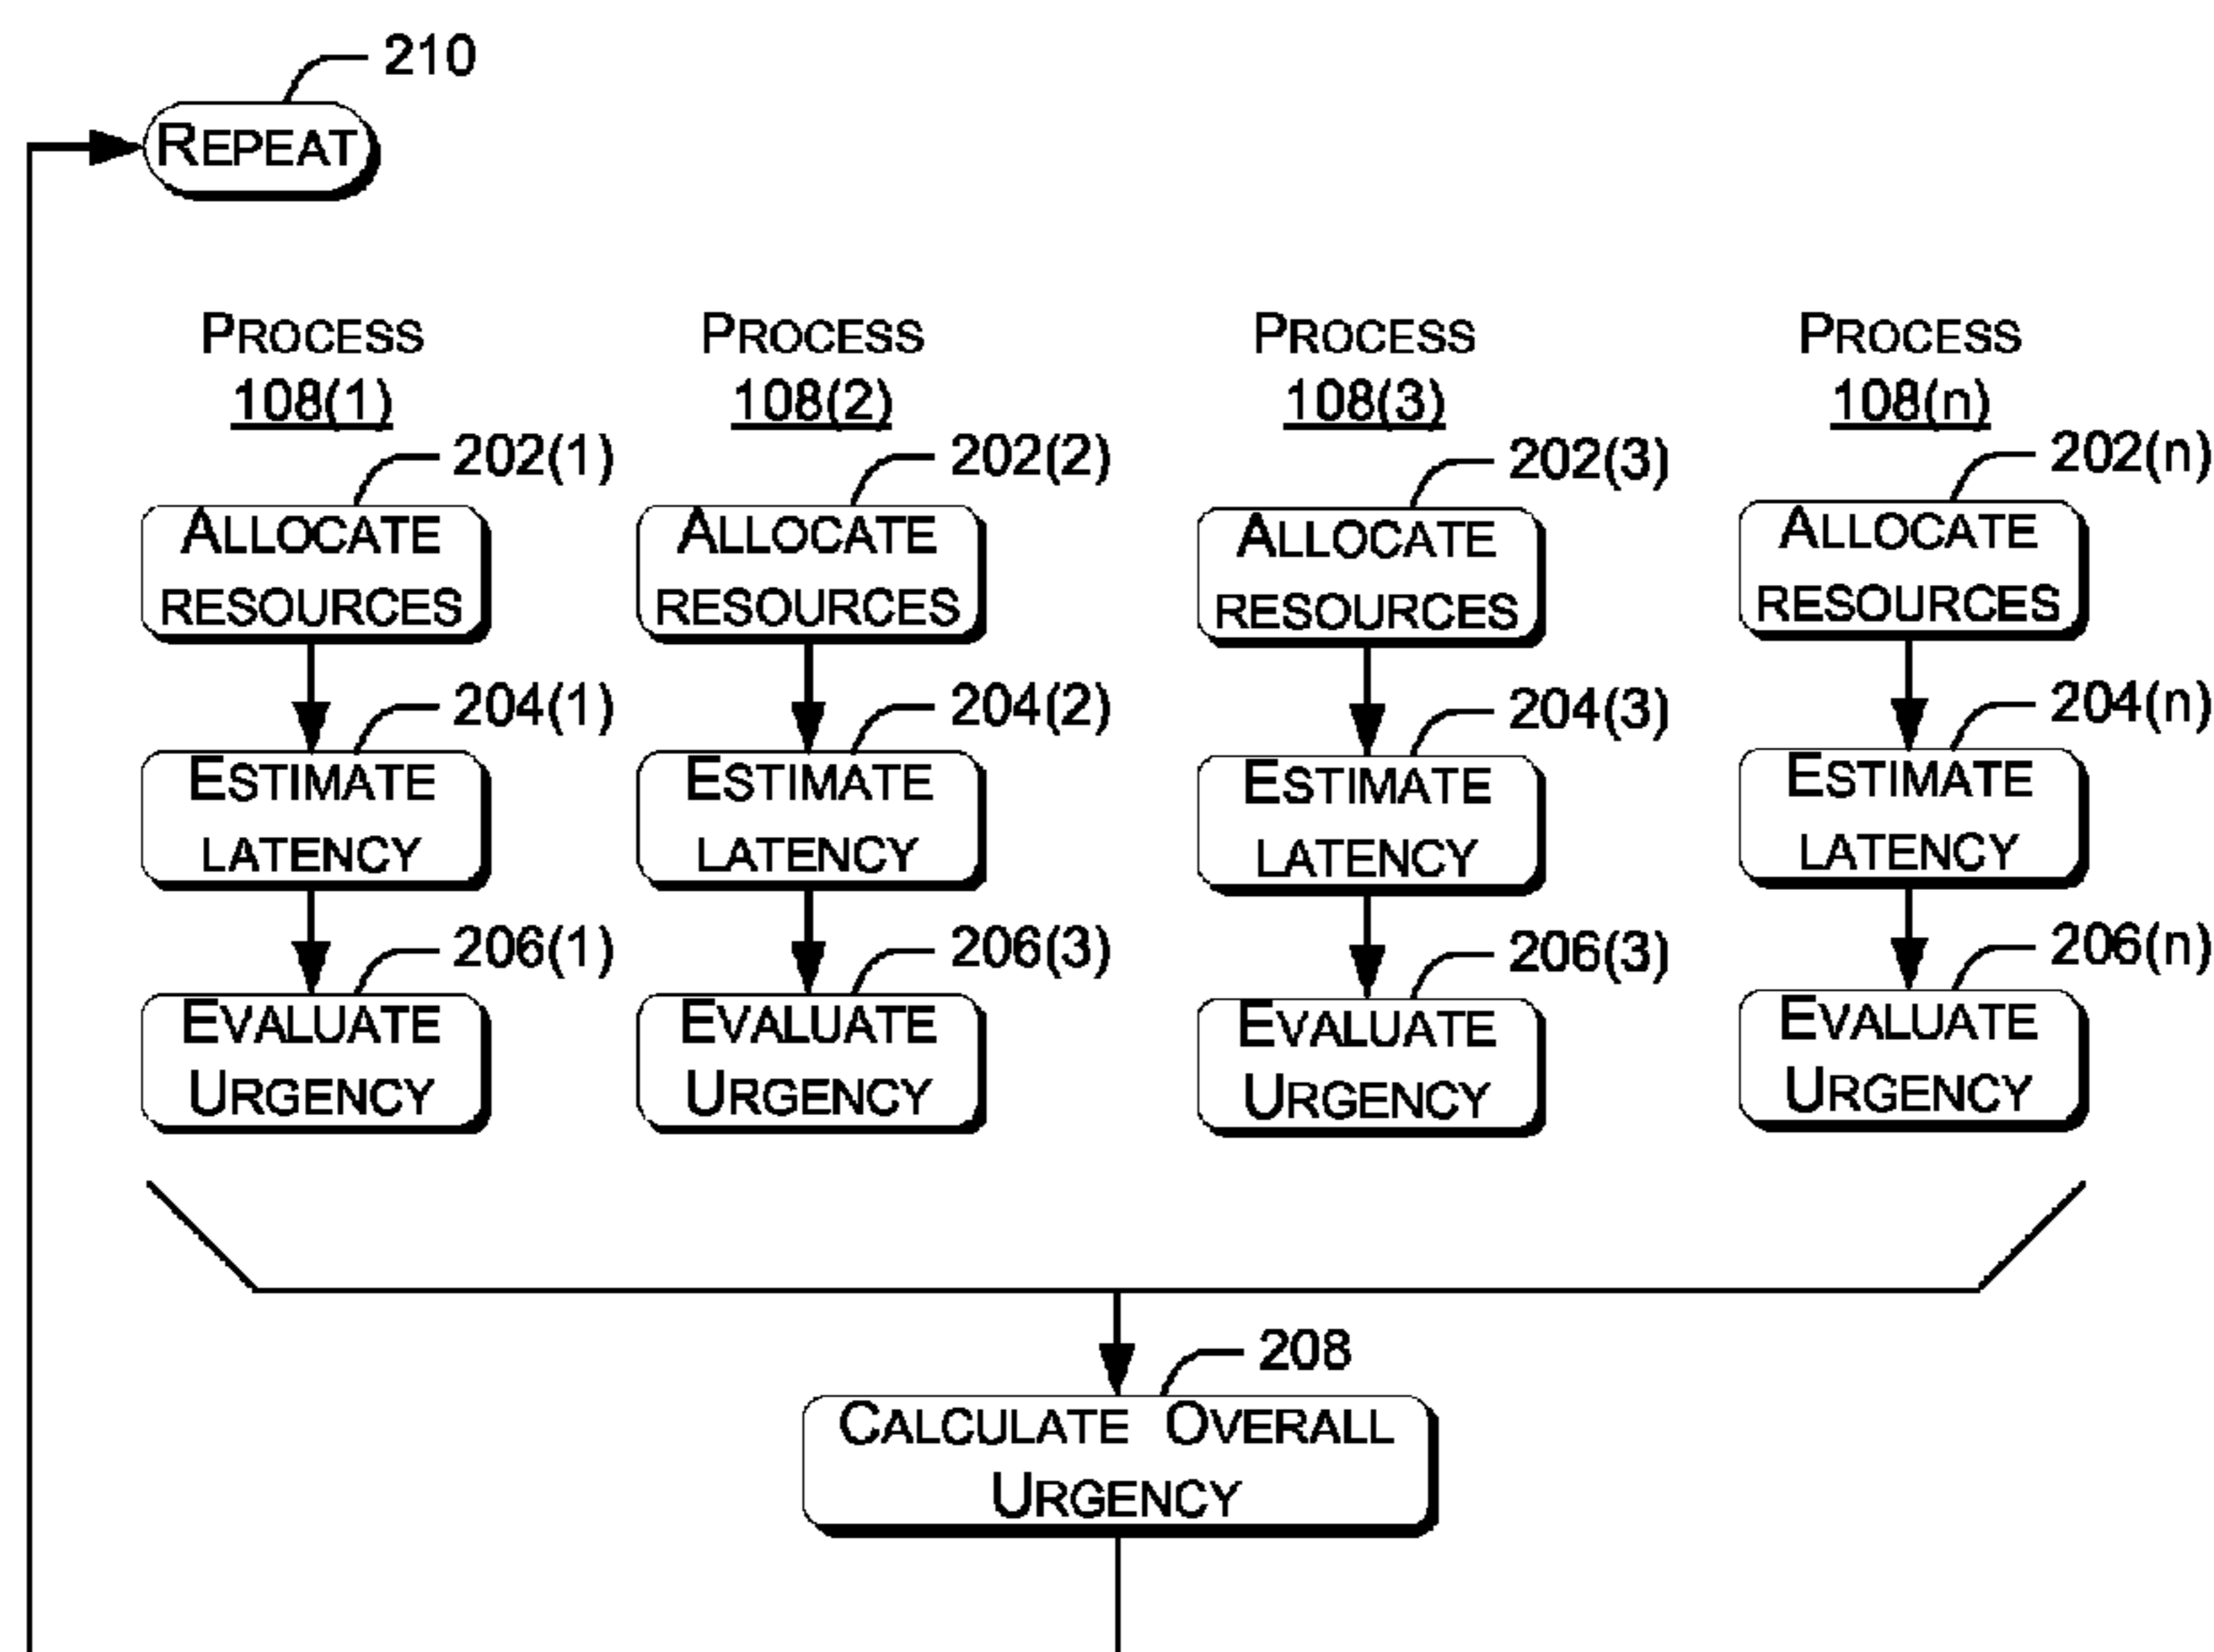 210
REPEAT
PROCESS PROCESS PROCESS PROCESS
108(1) 108(2) 108(3) 108(n)
202(1) 202(2) 202(3) 202(n)
ALLOCATE ALLOCATE ALLOCATE ALLOCATE
RESOURCES RESOURCES RESOURCES RESOURCES
204(1) 204(2) 204(3) 204(n)
ESTIMATE ESTIMATE ESTIMATE ESTIMATE
LATENCY LATENCY LATENCY LATENCY
206(1) 206(3) 206(3) 206(n)
EVALUATE EVALUATE EVALUATE EVALUATE
URGENCY URGENCY URGENCY URGENCY
208
CALCULATE OVERALL
URGENCY